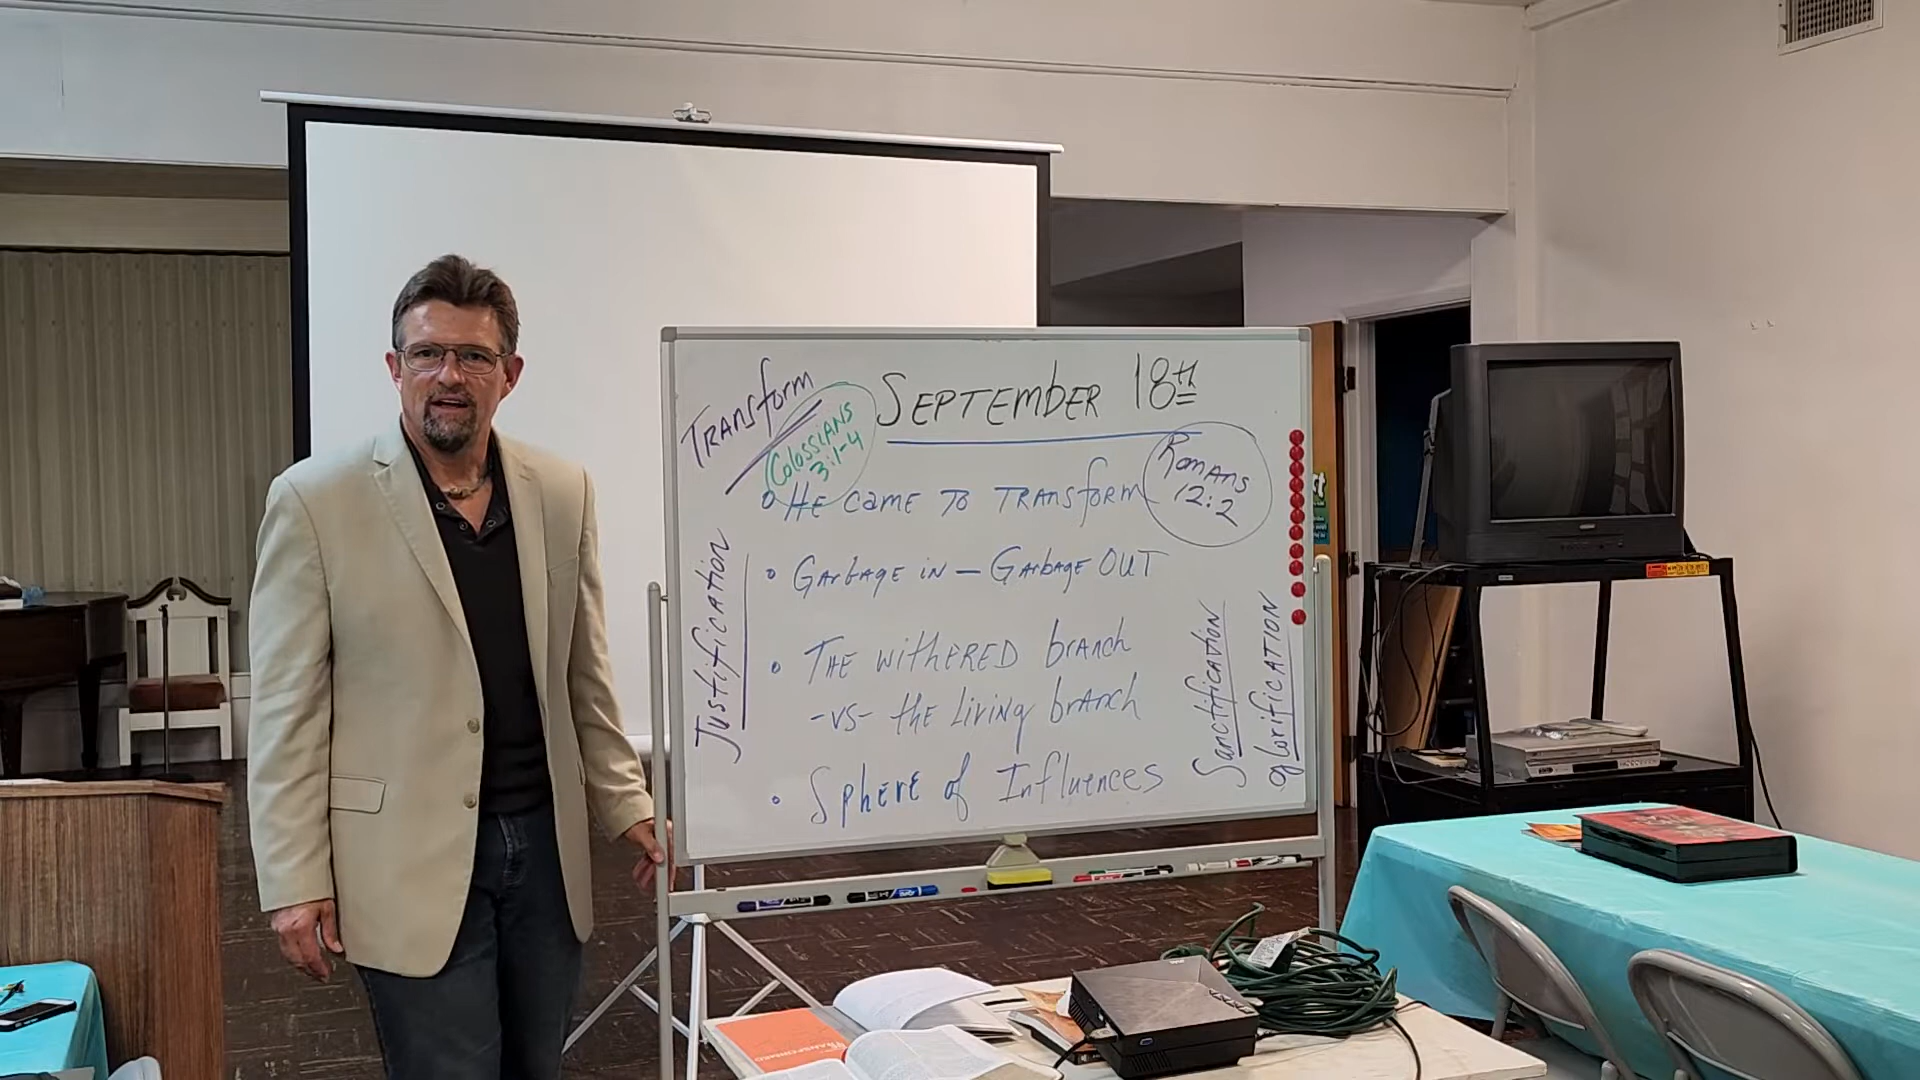 Transform
SEPTEMBER 18th
Colossians
3:1-4
Romans
12:2
• HE came TO TRANSform
• Garbage in — Garbage OUT
• THE withERED branch
-vs- the Living branch
• Sphere of Influences
Justification
Sanctification
glorification